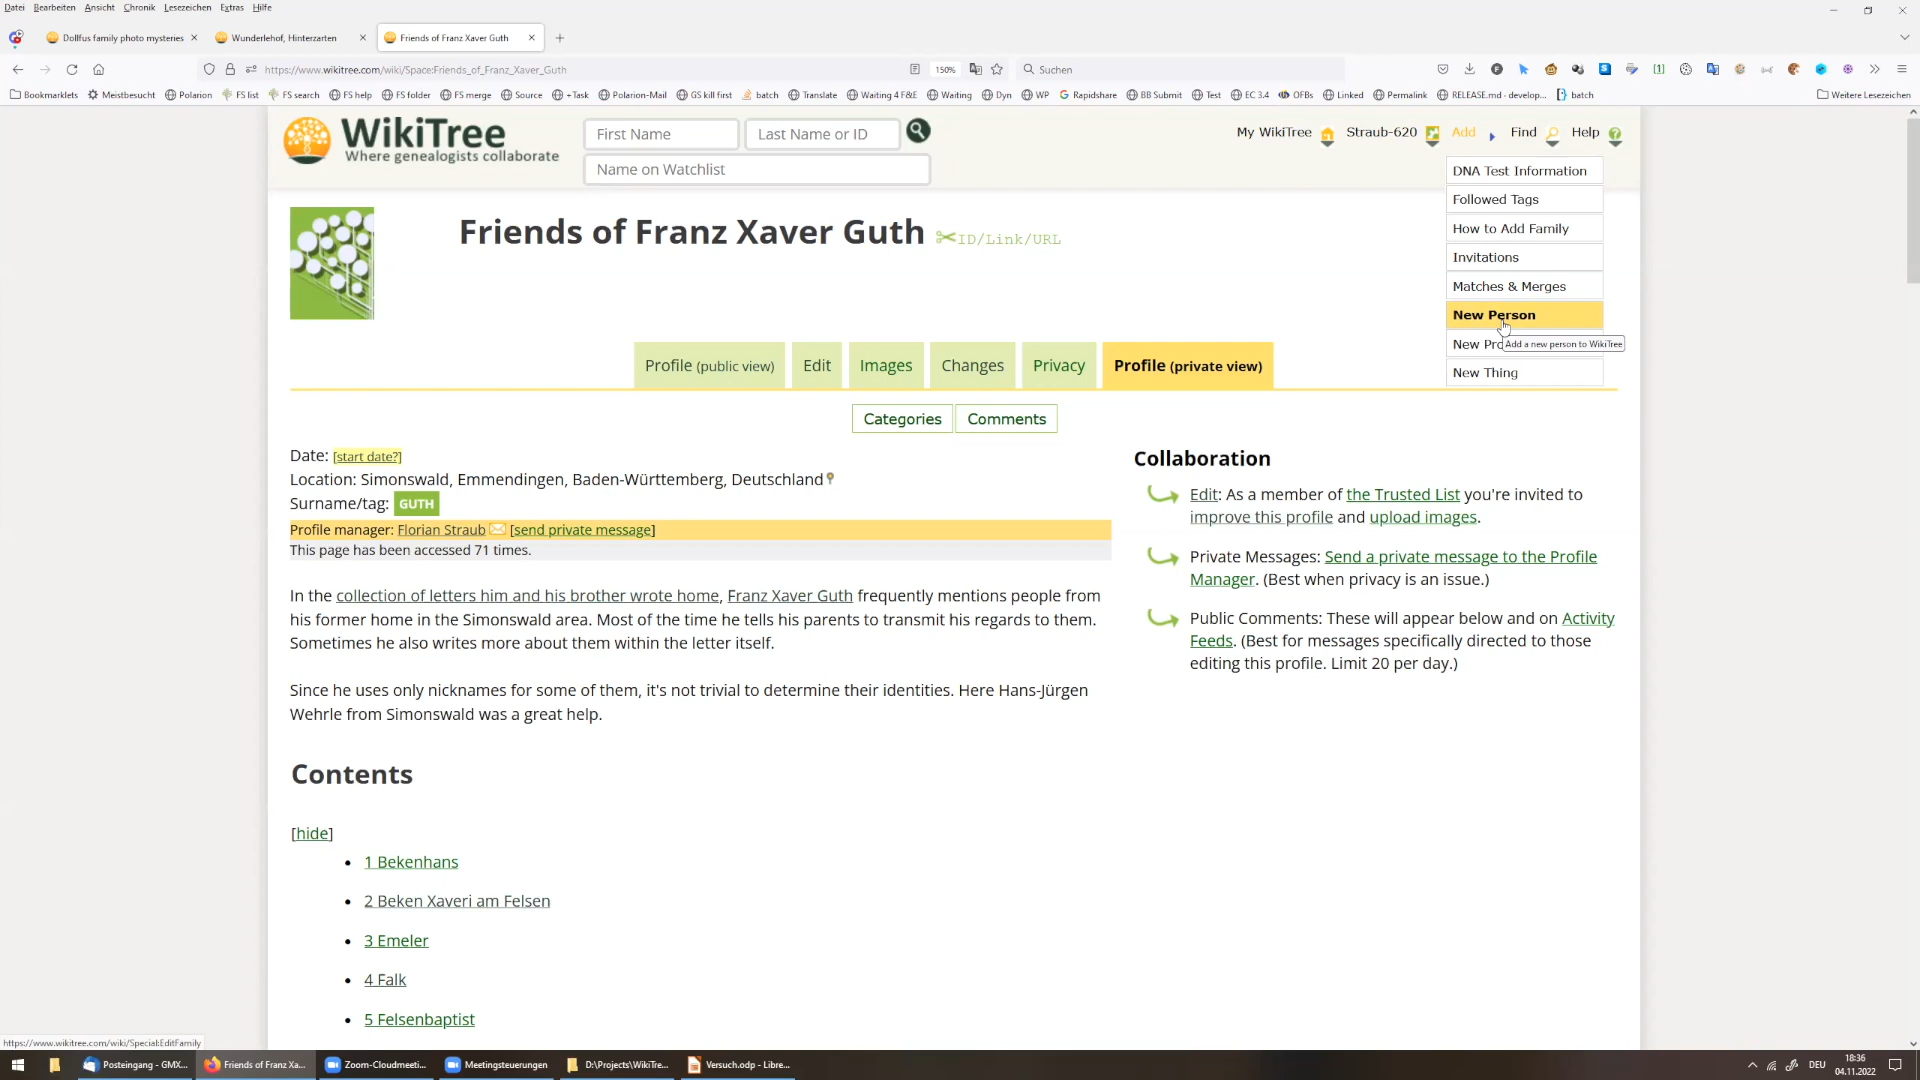 Datei Bearbeiten Ansicht Chronik Lesezeichen Extras Hilfe
Dollfus family photo mysteries
Wunderlehof, Hinterzarten
Friends of Franz Xaver Guth
https://www.wikitree.com/wiki/Space:Friends_of_Franz_Xaver_Guth
150%
Suchen
Bookmarklets Meistbesucht Polarion FS list FS search FS help FS folder FS merge Source +Task Polarion-Mail GS kill first batch Translate Waiting 4 F&E Waiting Dyn WP Rapidshare BB Submit Test EC 3.4 OFBs Linked Permalink RELEASE.md - develop... batch Weitere Lesezeichen
WikiTree
Where genealogists collaborate
First Name
Last Name or ID
Name on Watchlist
My WikiTree Straub-620 Add Find Help
DNA Test Information
Followed Tags
How to Add Family
Invitations
Matches & Merges
New Person
New Pro
Add a new person to WikiTree
New Thing
Friends of Franz Xaver Guth ID/Link/URL
Profile (public view) Edit Images Changes Privacy Profile (private view)
Categories Comments
Date: [start date?]
Location: Simonswald, Emmendingen, Baden-Württemberg, Deutschland
Surname/tag: GUTH
Profile manager: Florian Straub [send private message]
This page has been accessed 71 times.
In the collection of letters him and his brother wrote home, Franz Xaver Guth frequently mentions people from
his former home in the Simonswald area. Most of the time he tells his parents to transmit his regards to them.
Sometimes he also writes more about them within the letter itself.
Since he uses only nicknames for some of them, it's not trivial to determine their identities. Here Hans-Jürgen
Wehrle from Simonswald was a great help.
Collaboration
Edit: As a member of the Trusted List you're invited to
improve this profile and upload images.
Private Messages: Send a private message to the Profile
Manager. (Best when privacy is an issue.)
Public Comments: These will appear below and on Activity
Feeds. (Best for messages specifically directed to those
editing this profile. Limit 20 per day.)
Contents
[hide]
1 Bekenhans
2 Beken Xaveri am Felsen
3 Emeler
4 Falk
5 Felsenbaptist
https://www.wikitree.com/wiki/Special:EditFamily
Posteingang - GMX...
Friends of Franz Xa...
Zoom-Cloudmeeti...
Meetingsteuerungen
D:\Projects\WikiTre...
Versuch.odp - Libre...
DEU
18:36
04.11.2022